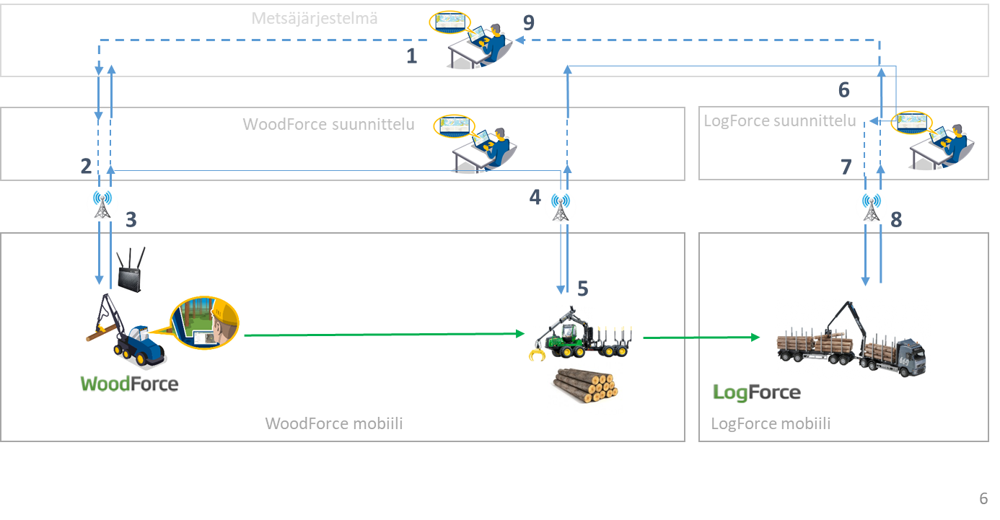 Metsäjärjestelmä
9
1
6
WoodForce suunnittelu
LogForce suunnittelu
2
7
4
3
8
5
WoodForce
LogForce
WoodForce mobiili
LogForce mobiili
6